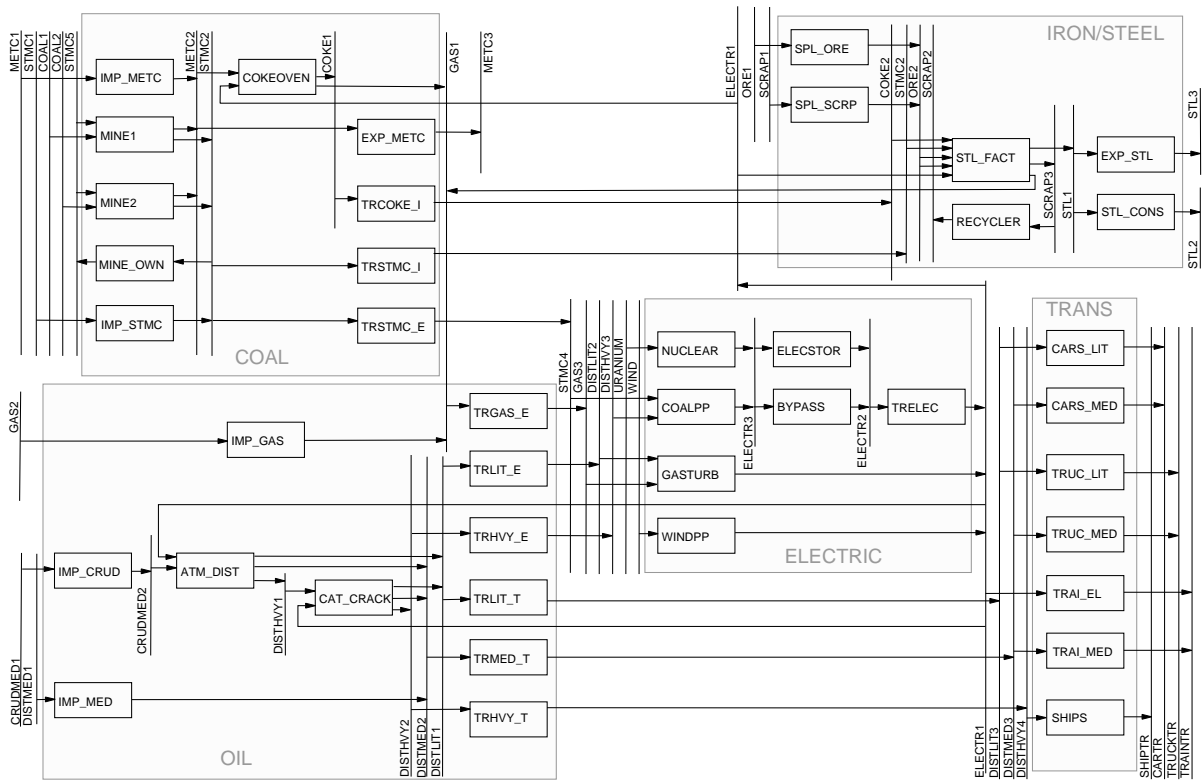 METC1
STMC1
COAL1
COAL2
STMC5
METC2
STMC2
COKE1
GAS1
METC3
IMP_METC
COKEOVEN
MINE1
EXP_METC
MINE2
TRCOKE_I
MINE_OWN
TRSTMC_I
IMP_STMC
TRSTMC_E
COAL
ELECTR1
ORE1
SCRAP1
SPL_ORE
SPL_SCRP
COKE2
STMC2
ORE2
SCRAP2
IRON/STEEL
STL_FACT
RECYCLER
SCRAP3
STL1
EXP_STL
STL_CONS
STL3
STL2
GAS2
IMP_GAS
TRGAS_E
TRLIT_E
TRHVY_E
TRLIT_T
TRMED_T
TRHVY_T
CRUDMED1
DISTMED1
IMP_CRUD
CRUDMED2
ATM_DIST
DISTHVY1
CAT_CRACK
IMP_MED
DISTHVY2
DISTMED2
DISTLIT1
OIL
STMC4
GAS3
DISTLIT2
DISTHVY3
URANIUM
WIND
NUCLEAR
ELECSTOR
COALPP
BYPASS
TRELEC
ELECTR3
ELECTR2
GASTURB
WINDPP
ELECTRIC
ELECTR1
DISTLIT3
DISTMED3
DISTHVY4
TRANS
CARS_LIT
CARS_MED
TRUC_LIT
TRUC_MED
TRAI_EL
TRAI_MED
SHIPS
SHIPTR
CARTR
TRUCKTR
TRAINTR